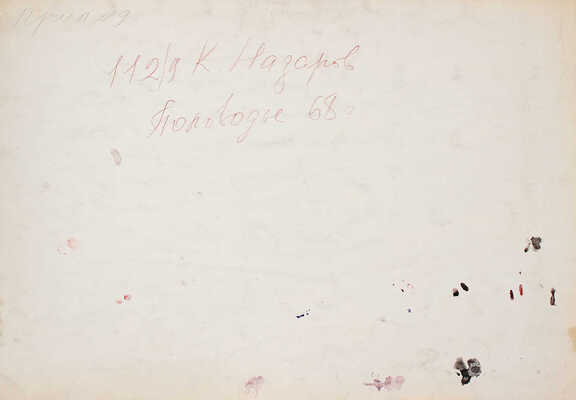 112/9 К Назаров
Половодье 68 г